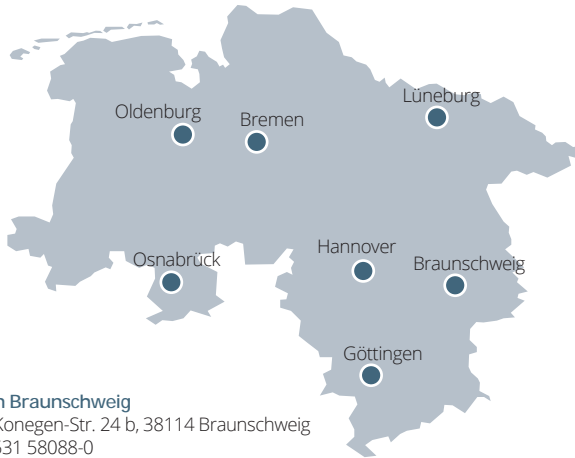 Lüneburg
Oldenburg
Bremen
Hannover
Osnabrück
Braunschweig
Göttingen
n Braunschweig
Konegen-Str. 24 b, 38114 Braunschweig
531 58088-0